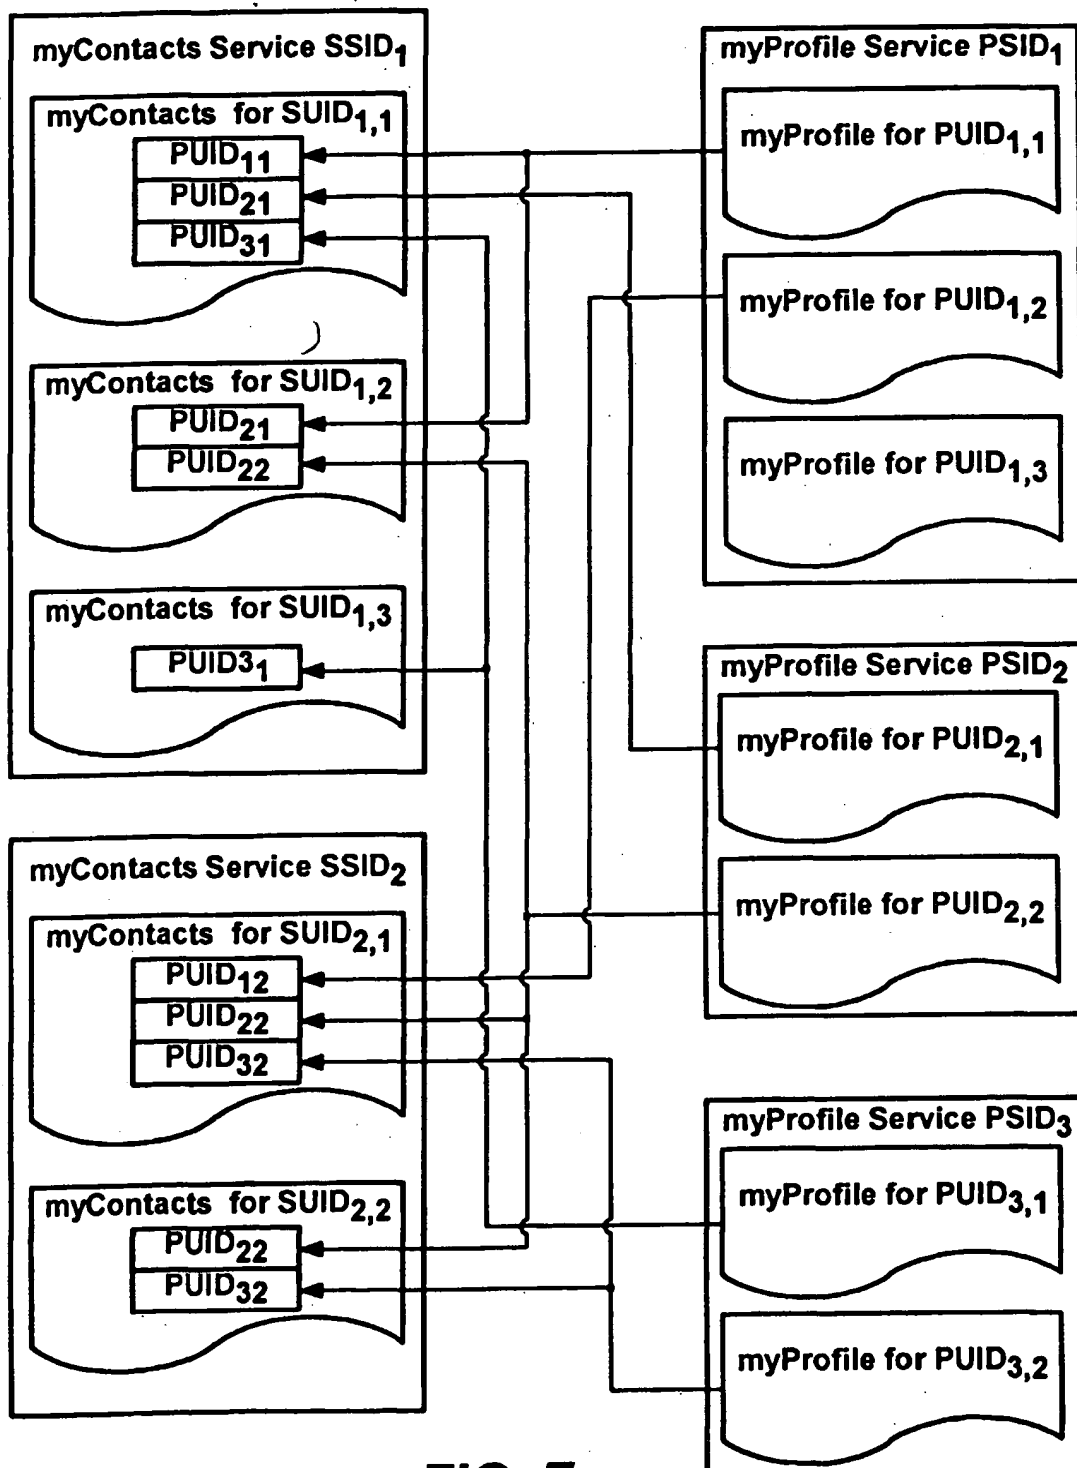 myContacts Service SSID1
myContacts for SUID1,1
PUID11
PUID21
PUID31
myContacts for SUID1,2
PUID21
PUID22
myContacts for SUID1,3
PUID31
myContacts Service SSID2
myContacts for SUID2,1
PUID12
PUID22
PUID32
myContacts for SUID2,2
PUID22
PUID32
myProfile Service PSID1
myProfile for PUID1,1
myProfile for PUID1,2
myProfile for PUID1,3
myProfile Service PSID2
myProfile for PUID2,1
myProfile for PUID2,2
myProfile Service PSID3
myProfile for PUID3,1
myProfile for PUID3,2